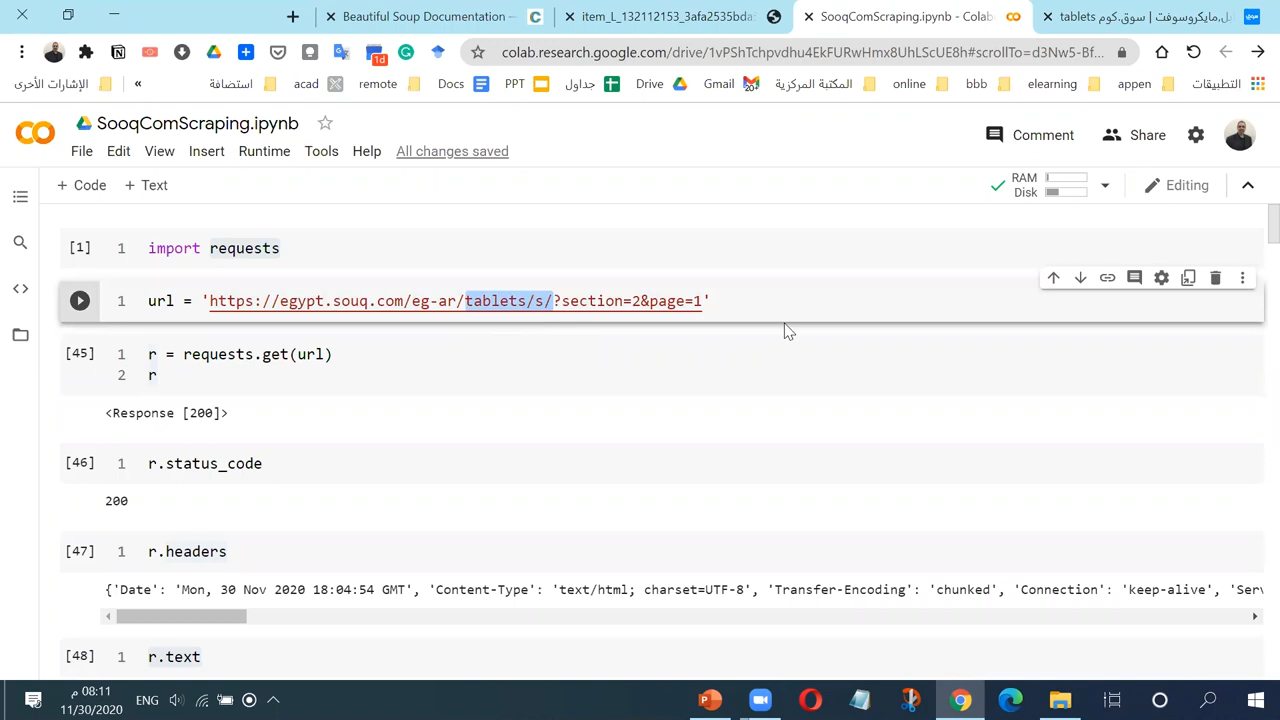 Beautiful Soup Documentation —
item_L_132112153_3afa2535bda
SooqComScraping.ipynb - Colab
tablets سوق.كوم | بل,مايكروسوفت
colab.research.google.com/drive/
1d
الإشارات الأخرى
«
استضافة
acad
remote
Docs
PPT
جداول
Drive
Gmail
المكتبة المركزية
online
bbb
elearning
appen
التطبيقات
SooqComScraping.ipynb
Comment
Share
File Edit View Insert Runtime Tools Help All changes saved
+ Code + Text
RAM
Disk
Editing
[1] 1 import requests
1 url = 'https://egypt.souq.com/eg-ar/tablets/s/?section=2&page=1'
[45] 1 r = requests.get(url)
2 r
<Response [200]>
[46] 1 r.status_code
200
[47] 1 r.headers
{'Date': 'Mon, 30 Nov 2020 18:04:54 GMT', 'Content-Type': 'text/html; charset=UTF-8', 'Transfer-Encoding': 'chunked', 'Connection': 'keep-alive', 'Serv
[48] 1 r.text
08:11 م
11/30/2020
ENG